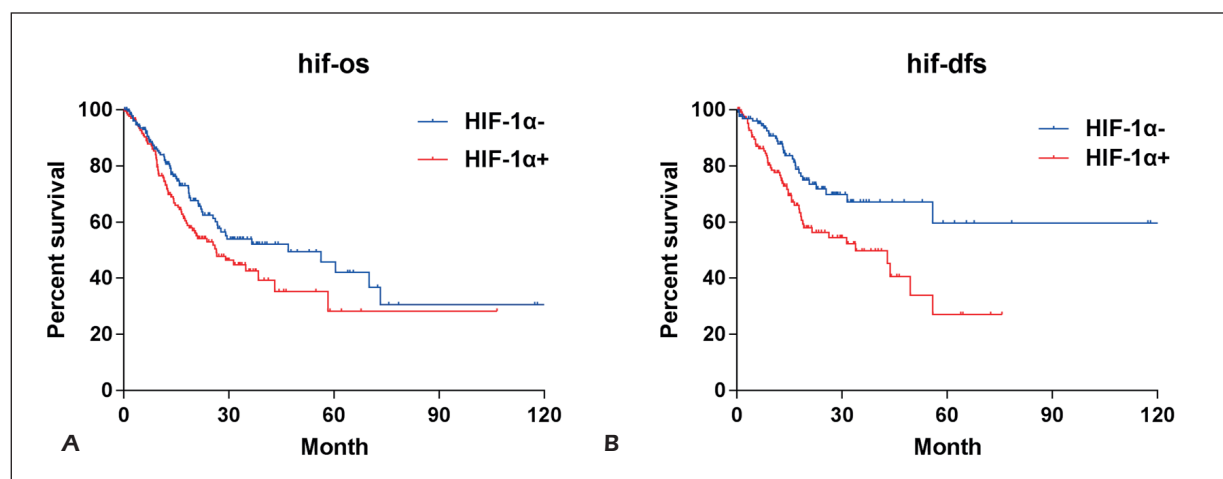 hif-os
HIF-1α-
HIF-1α+
Percent survival
100
80
60
40
20
0
0 30 60 90 120
Month
A
hif-dfs
HIF-1α-
HIF-1α+
Percent survival
100
80
60
40
20
0
0 30 60 90 120
Month
B